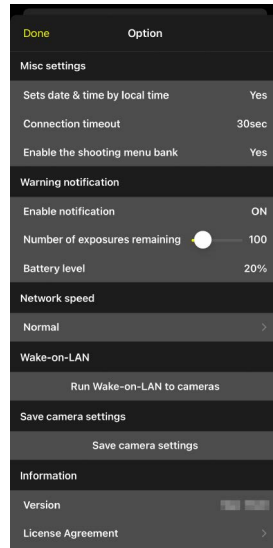 Done Option
Misc settings
Sets date & time by local time Yes
Connection timeout 30sec
Enable the shooting menu bank Yes
Warning notification
Enable notification ON
Number of exposures remaining 100
Battery level 20%
Network speed
Normal
Wake-on-LAN
Run Wake-on-LAN to cameras
Save camera settings
Save camera settings
Information
Version
License Agreement